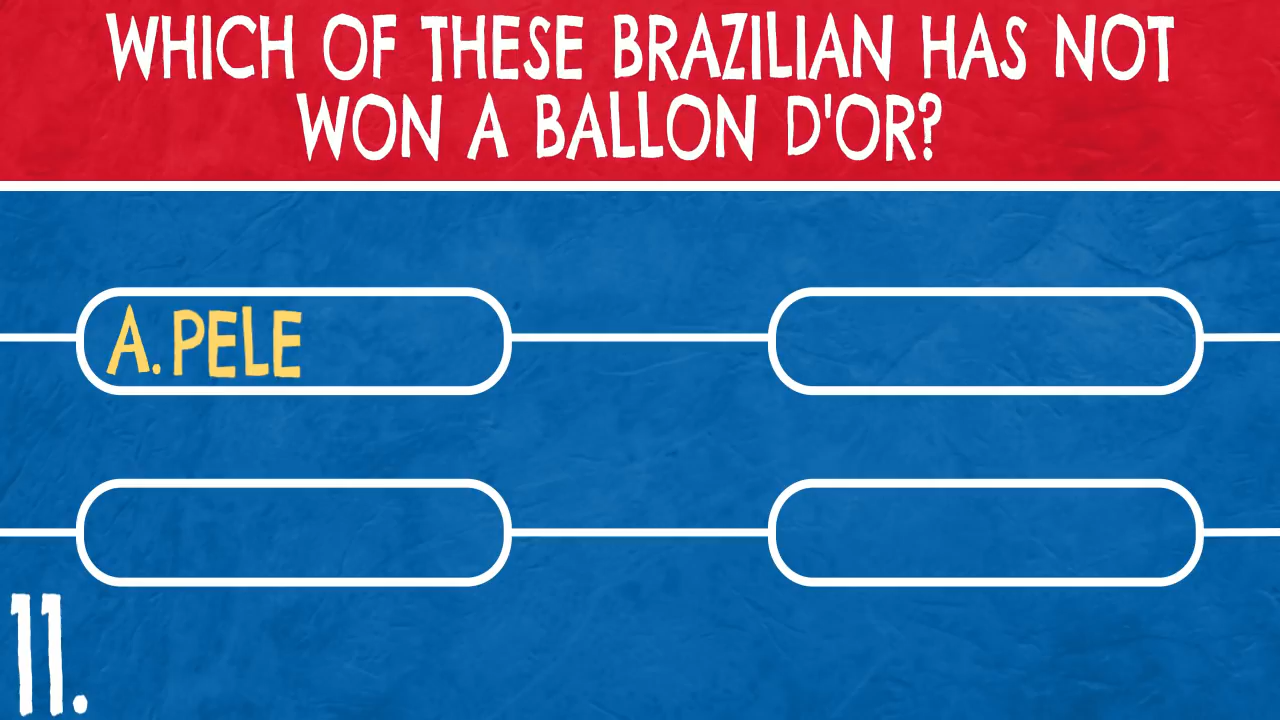 WHICH OF THESE BRAZILIAN HAS NOT
WON A BALLON D'OR?
A. PELE
11.